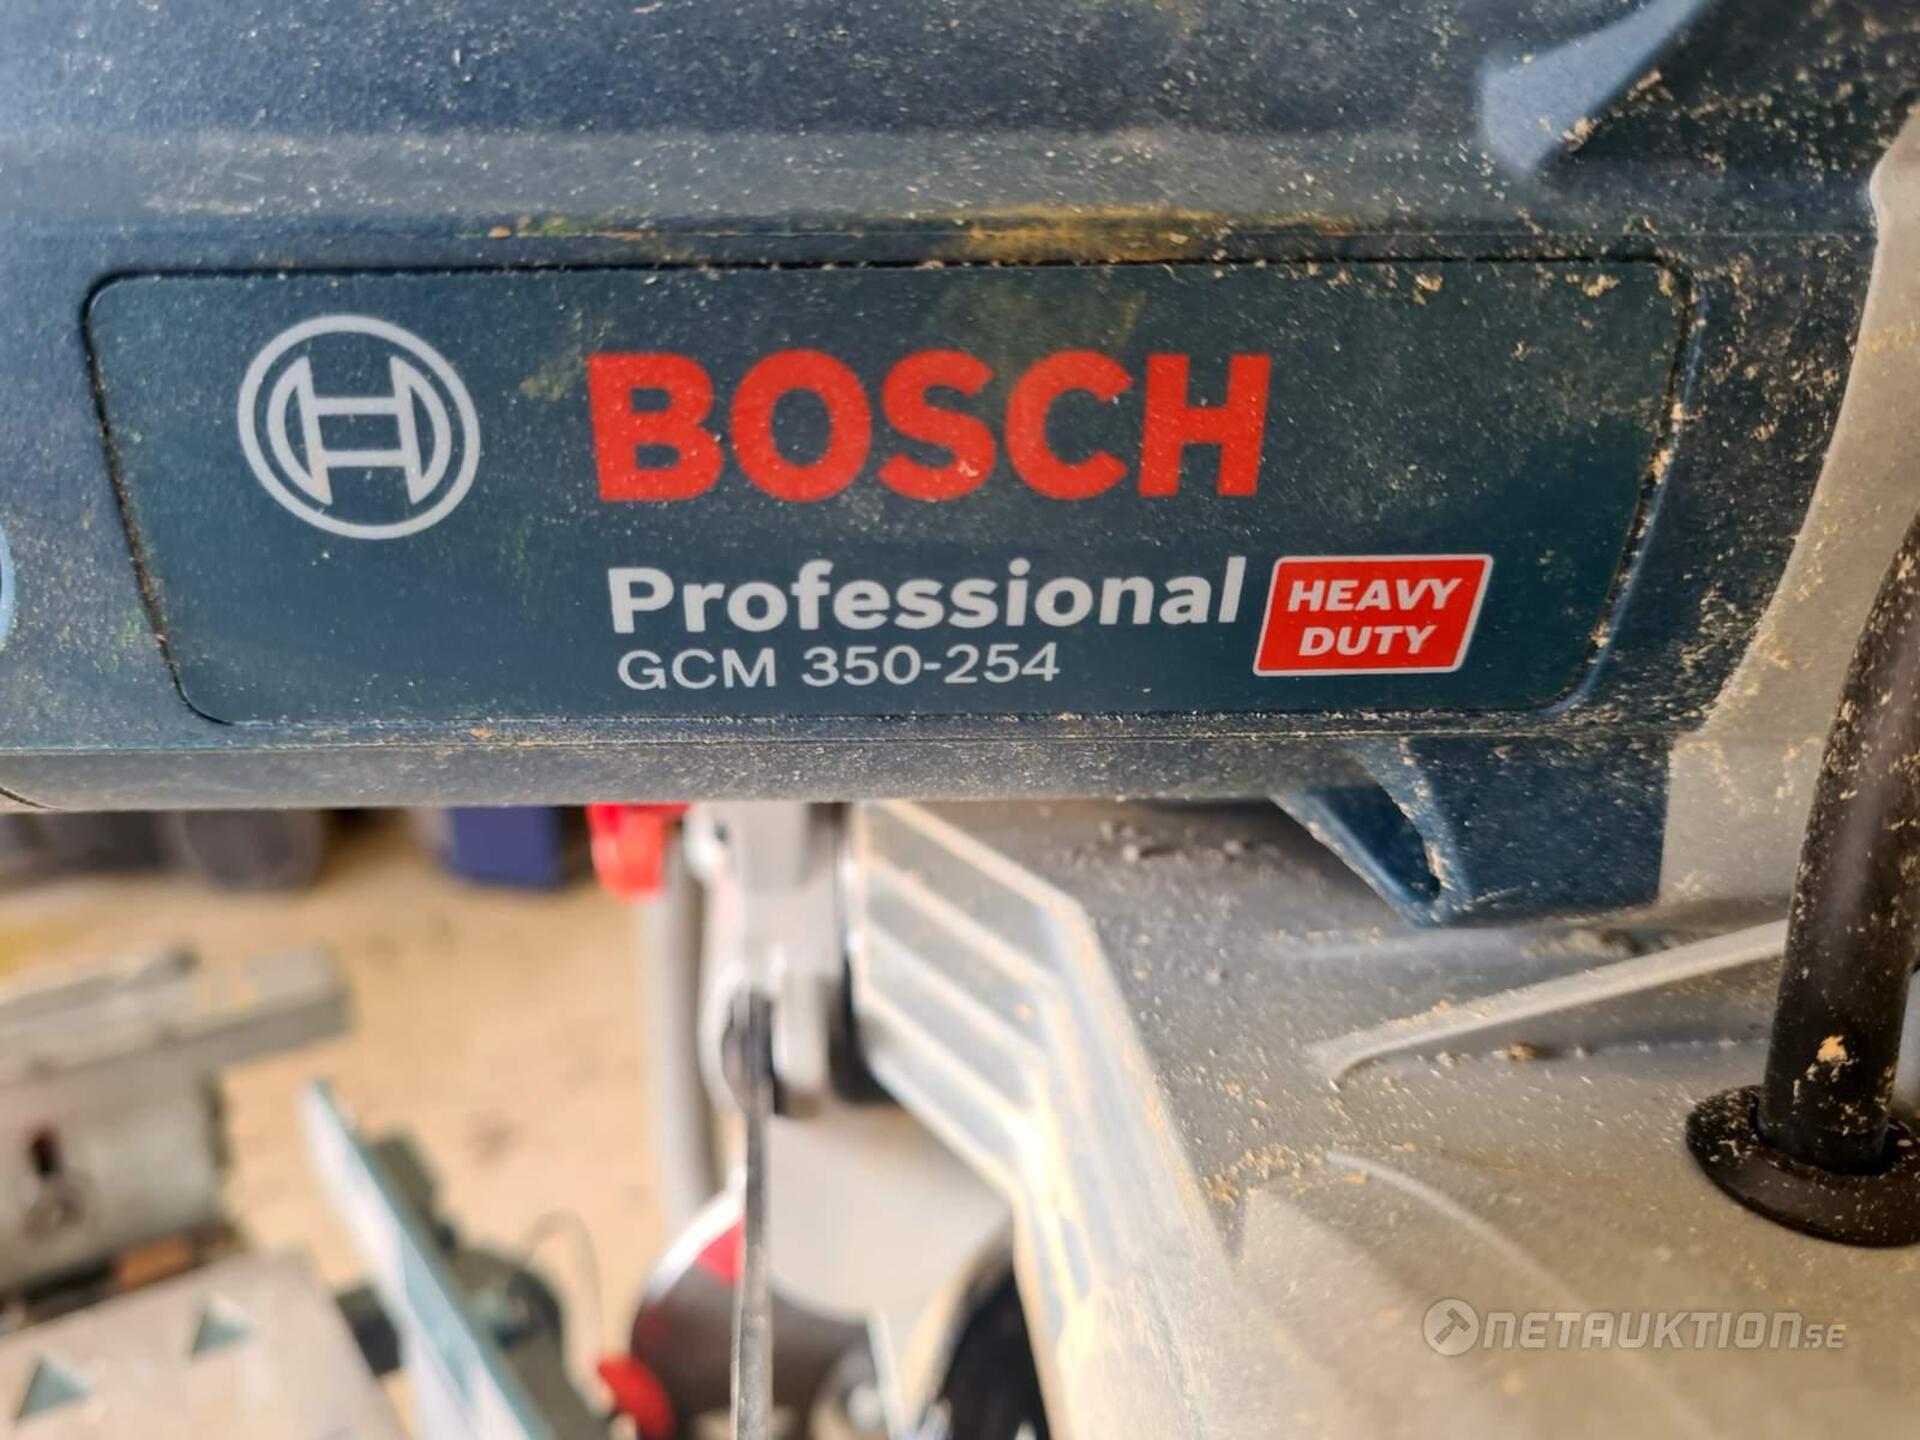 BOSCH
Professional
GCM 350-254
HEAVY
DUTY
NETAUKTION.SE